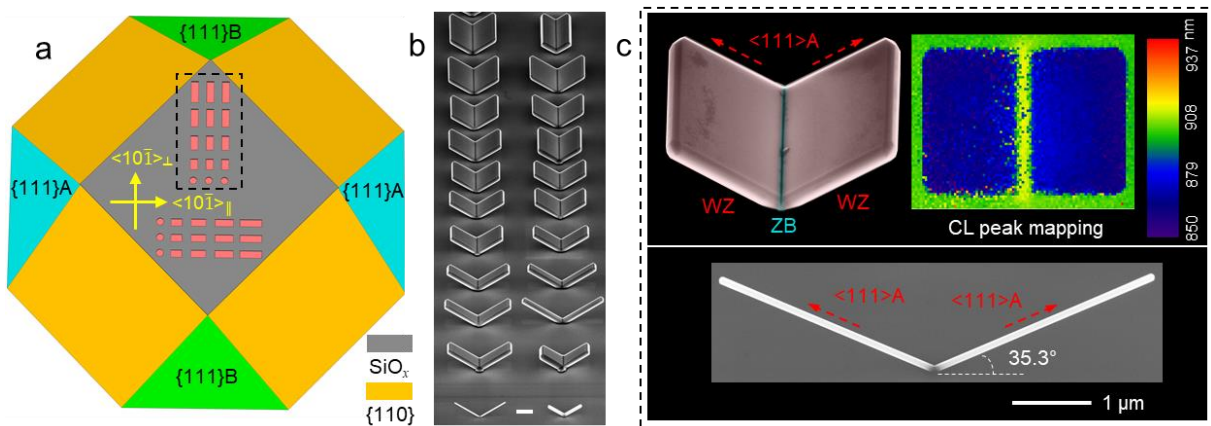 a
{111}B
<101̄>⊥
{111}A
{111}A
<101̄>∥
{111}B
SiOₓ
{110}
b
c
<111>A
WZ
ZB
WZ
CL peak mapping
937 nm
908
879
850
<111>A
<111>A
35.3°
1 µm